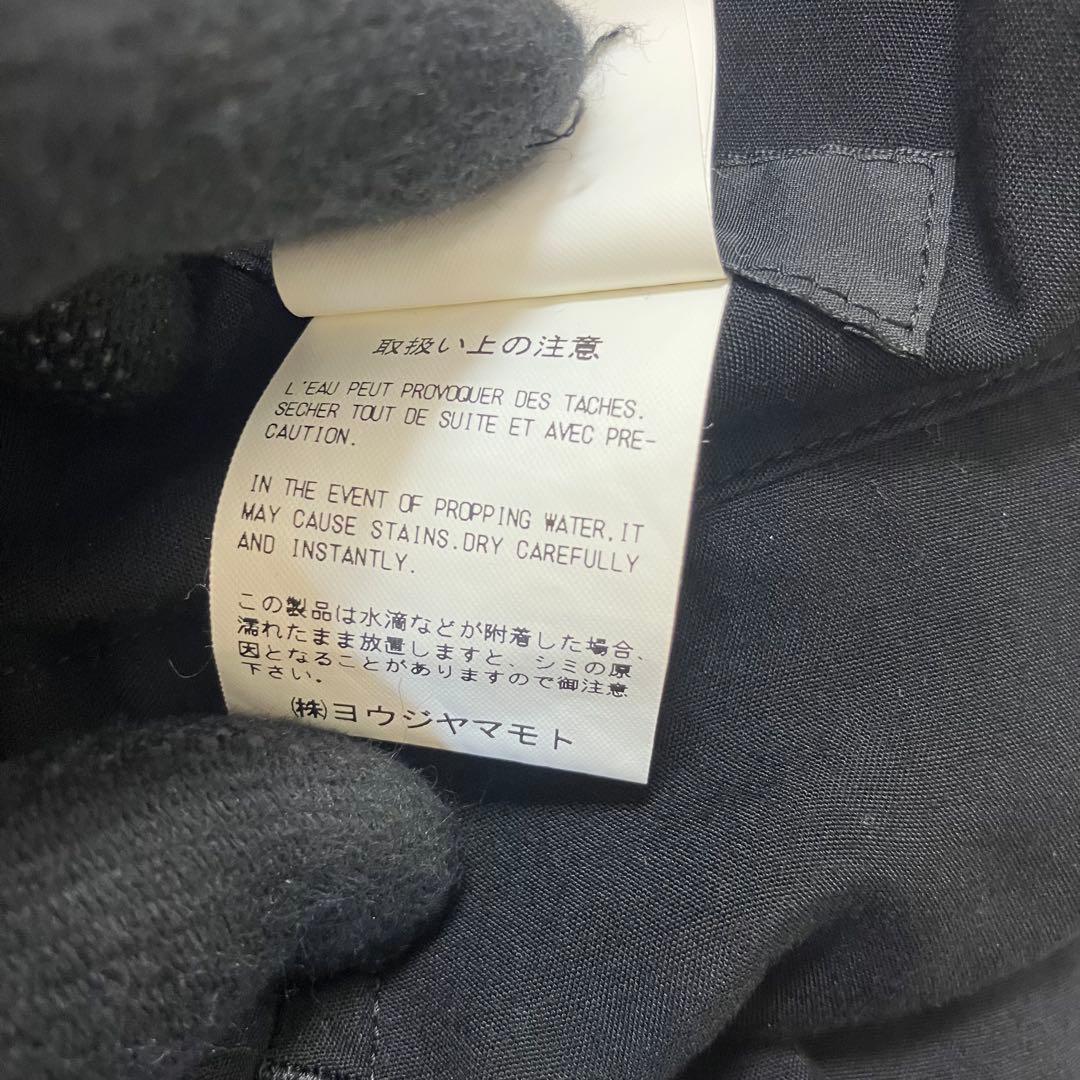 取扱い上の注意
L'EAU PEUT PROVOQUER DES TACHES.
SECHER TOUT DE SUITE ET AVEC PRE-
CAUTION.
IN THE EVENT OF PROPPING WATER,IT
MAY CAUSE STAINS.DRY CAREFULLY
AND INSTANTLY.
この製品は水滴などが附着した場合、
濡れたまま放置しますと、シミの原
因となることがありますので御注意
下さい.
㈱ヨウジヤマモト